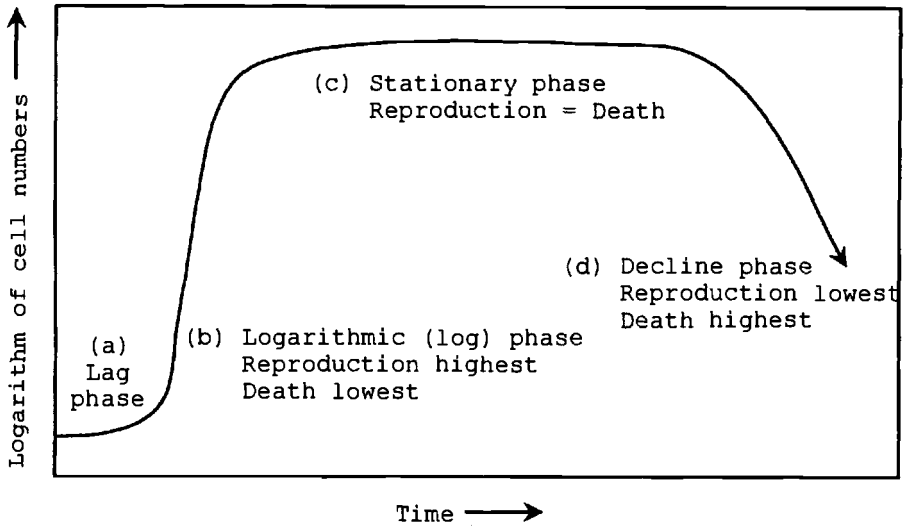 Logarithm of cell numbers
(c) Stationary phase
Reproduction = Death
(d) Decline phase
Reproduction lowest
Death highest
(a)
Lag
phase
(b) Logarithmic (log) phase
Reproduction highest
Death lowest
Time